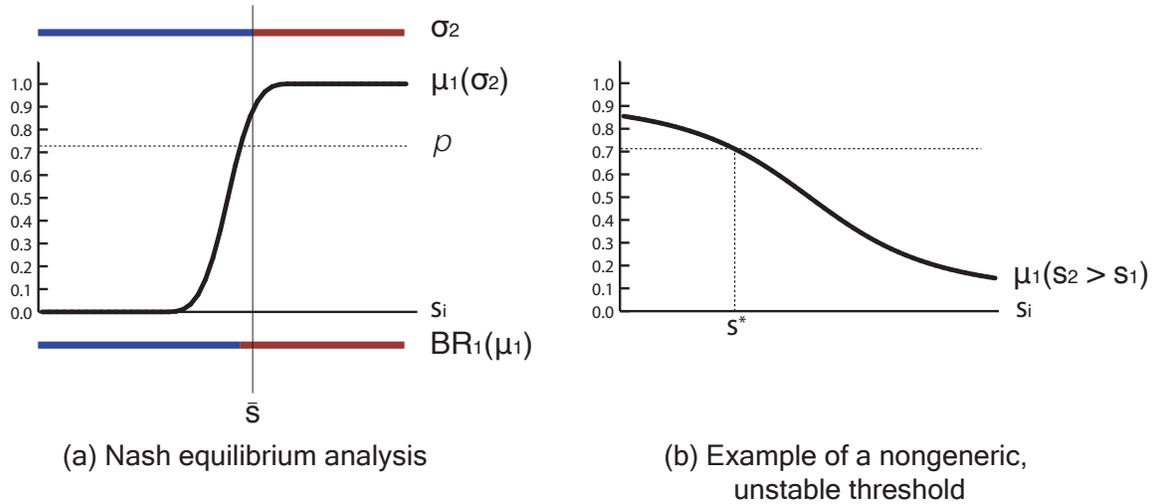 σ2
μ1(σ2)
p
1.0
0.9
0.8
0.7
0.6
0.5
0.4
0.3
0.2
0.1
0.0
si
BR1(μ1)
s̄
(a) Nash equilibrium analysis
1.0
0.9
0.8
0.7
0.6
0.5
0.4
0.3
0.2
0.1
0.0
μ1(s2 > s1)
si
s*
(b) Example of a nongeneric,
unstable threshold